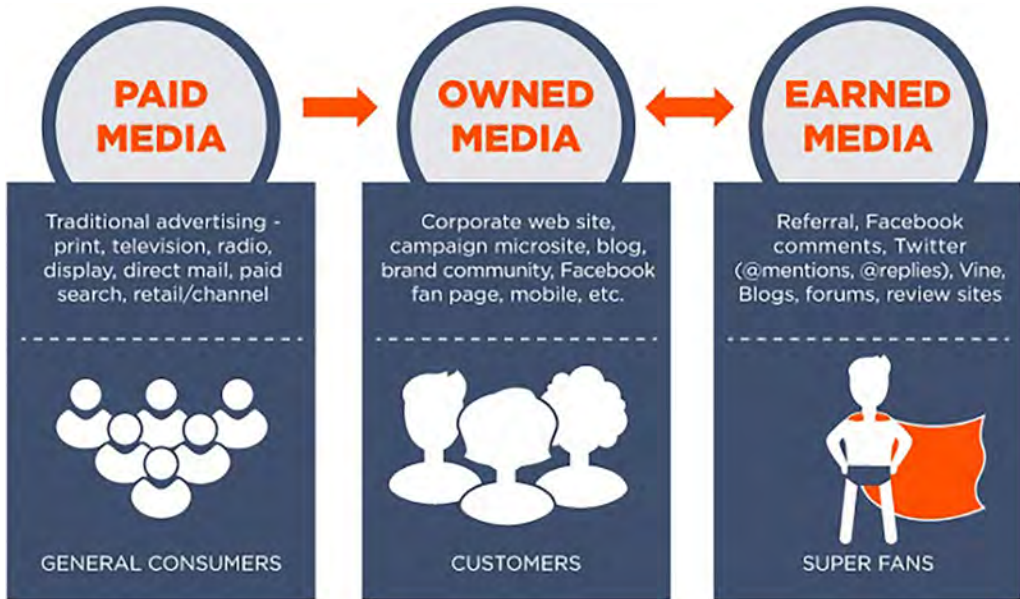 PAID
MEDIA
OWNED
MEDIA
EARNED
MEDIA
Traditional advertising -
print, television, radio,
display, direct mail, paid
search, retail/channel
Corporate web site,
campaign microsite, blog,
brand community, Facebook
fan page, mobile, etc.
Referral, Facebook
comments, Twitter
(@mentions, @replies), Vine,
Blogs, forums, review sites
GENERAL CONSUMERS
CUSTOMERS
SUPER FANS